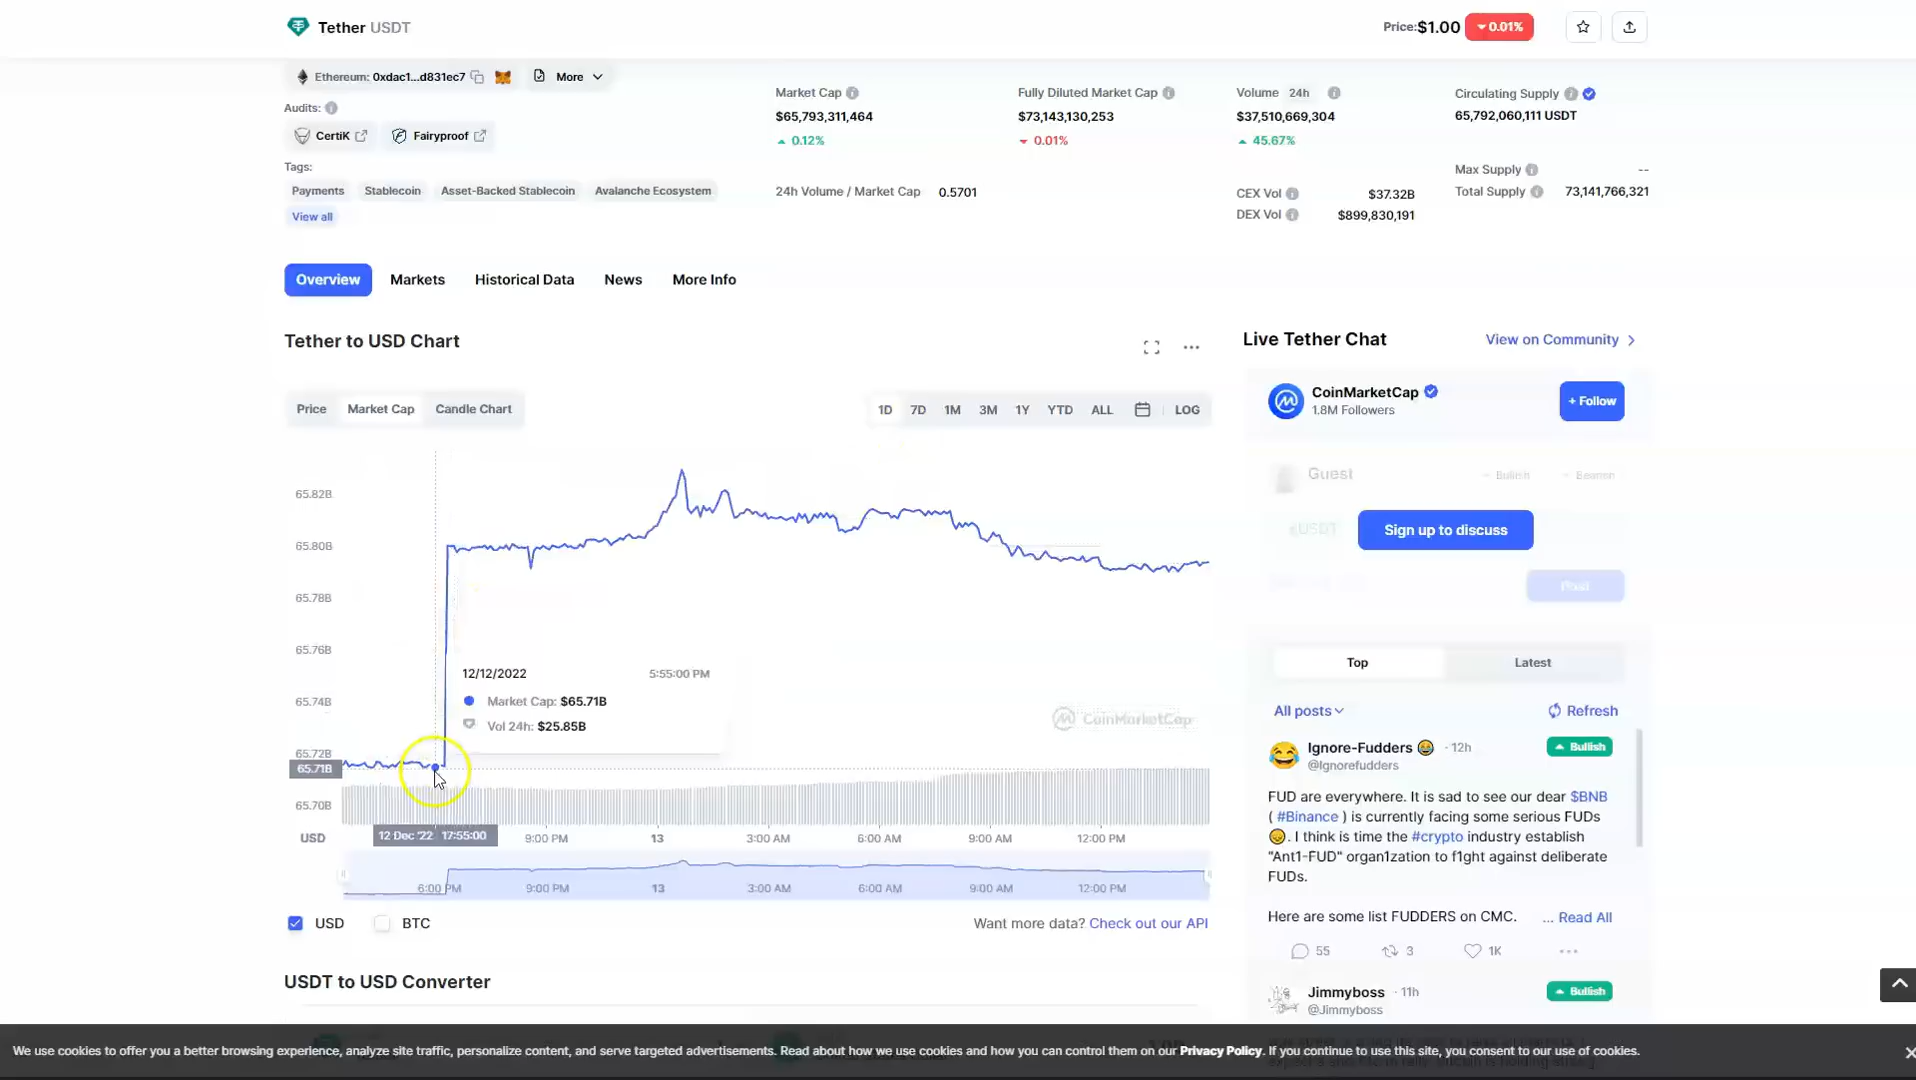 Tether USDT
Price:$1.00 0.01%
Ethereum: 0xdac1...d831ec7 More
Audits:
CertiK Fairyproof
Tags:
Payments Stablecoin Asset-Backed Stablecoin Avalanche Ecosystem
View all
Market Cap
$65,793,311,464
0.12%
Fully Diluted Market Cap
$73,143,130,253
0.01%
24h Volume / Market Cap 0.5701
Volume 24h
$37,510,669,304
45.67%
CEX Vol $37.32B
DEX Vol $899,830,191
Circulating Supply
65,792,060,111 USDT
Max Supply --
Total Supply 73,141,766,321
Overview Markets Historical Data News More Info
Tether to USD Chart
Price Market Cap Candle Chart
1D 7D 1M 3M 1Y YTD ALL LOG
65.82B
65.80B
65.78B
65.76B
65.74B
65.72B
65.71B
65.70B
12/12/2022 5:55:00 PM
Market Cap: $65.71B
Vol 24h: $25.85B
CoinMarketCap
USD 12 Dec '22 17:55:00 9:00 PM 13 3:00 AM 6:00 AM 9:00 AM 12:00 PM
6:00 PM 9:00 PM 13 3:00 AM 6:00 AM 9:00 AM 12:00 PM
USD BTC
Want more data? Check out our API
USDT to USD Converter
Live Tether Chat View on Community
CoinMarketCap
1.8M Followers
+ Follow
Guest Bullish Bearish
Sign up to discuss
Post
Top Latest
All posts Refresh
Ignore-Fudders · 12h Bullish
@Ignorefudders
FUD are everywhere. It is sad to see our dear $BNB
( #Binance ) is currently facing some serious FUDs
. I think is time the #crypto industry establish
"Ant1-FUD" organ1zation to f1ght against deliberate
FUDs.
Here are some list FUDDERS on CMC. ... Read All
55 3 1K
Jimmyboss · 11h Bullish
@Jimmyboss
We use cookies to offer you a better browsing experience, analyze site traffic, personalize content, and serve targeted advertisements. Read about how we use cookies and how you can control them on our Privacy Policy. If you continue to use this site, you consent to our use of cookies.